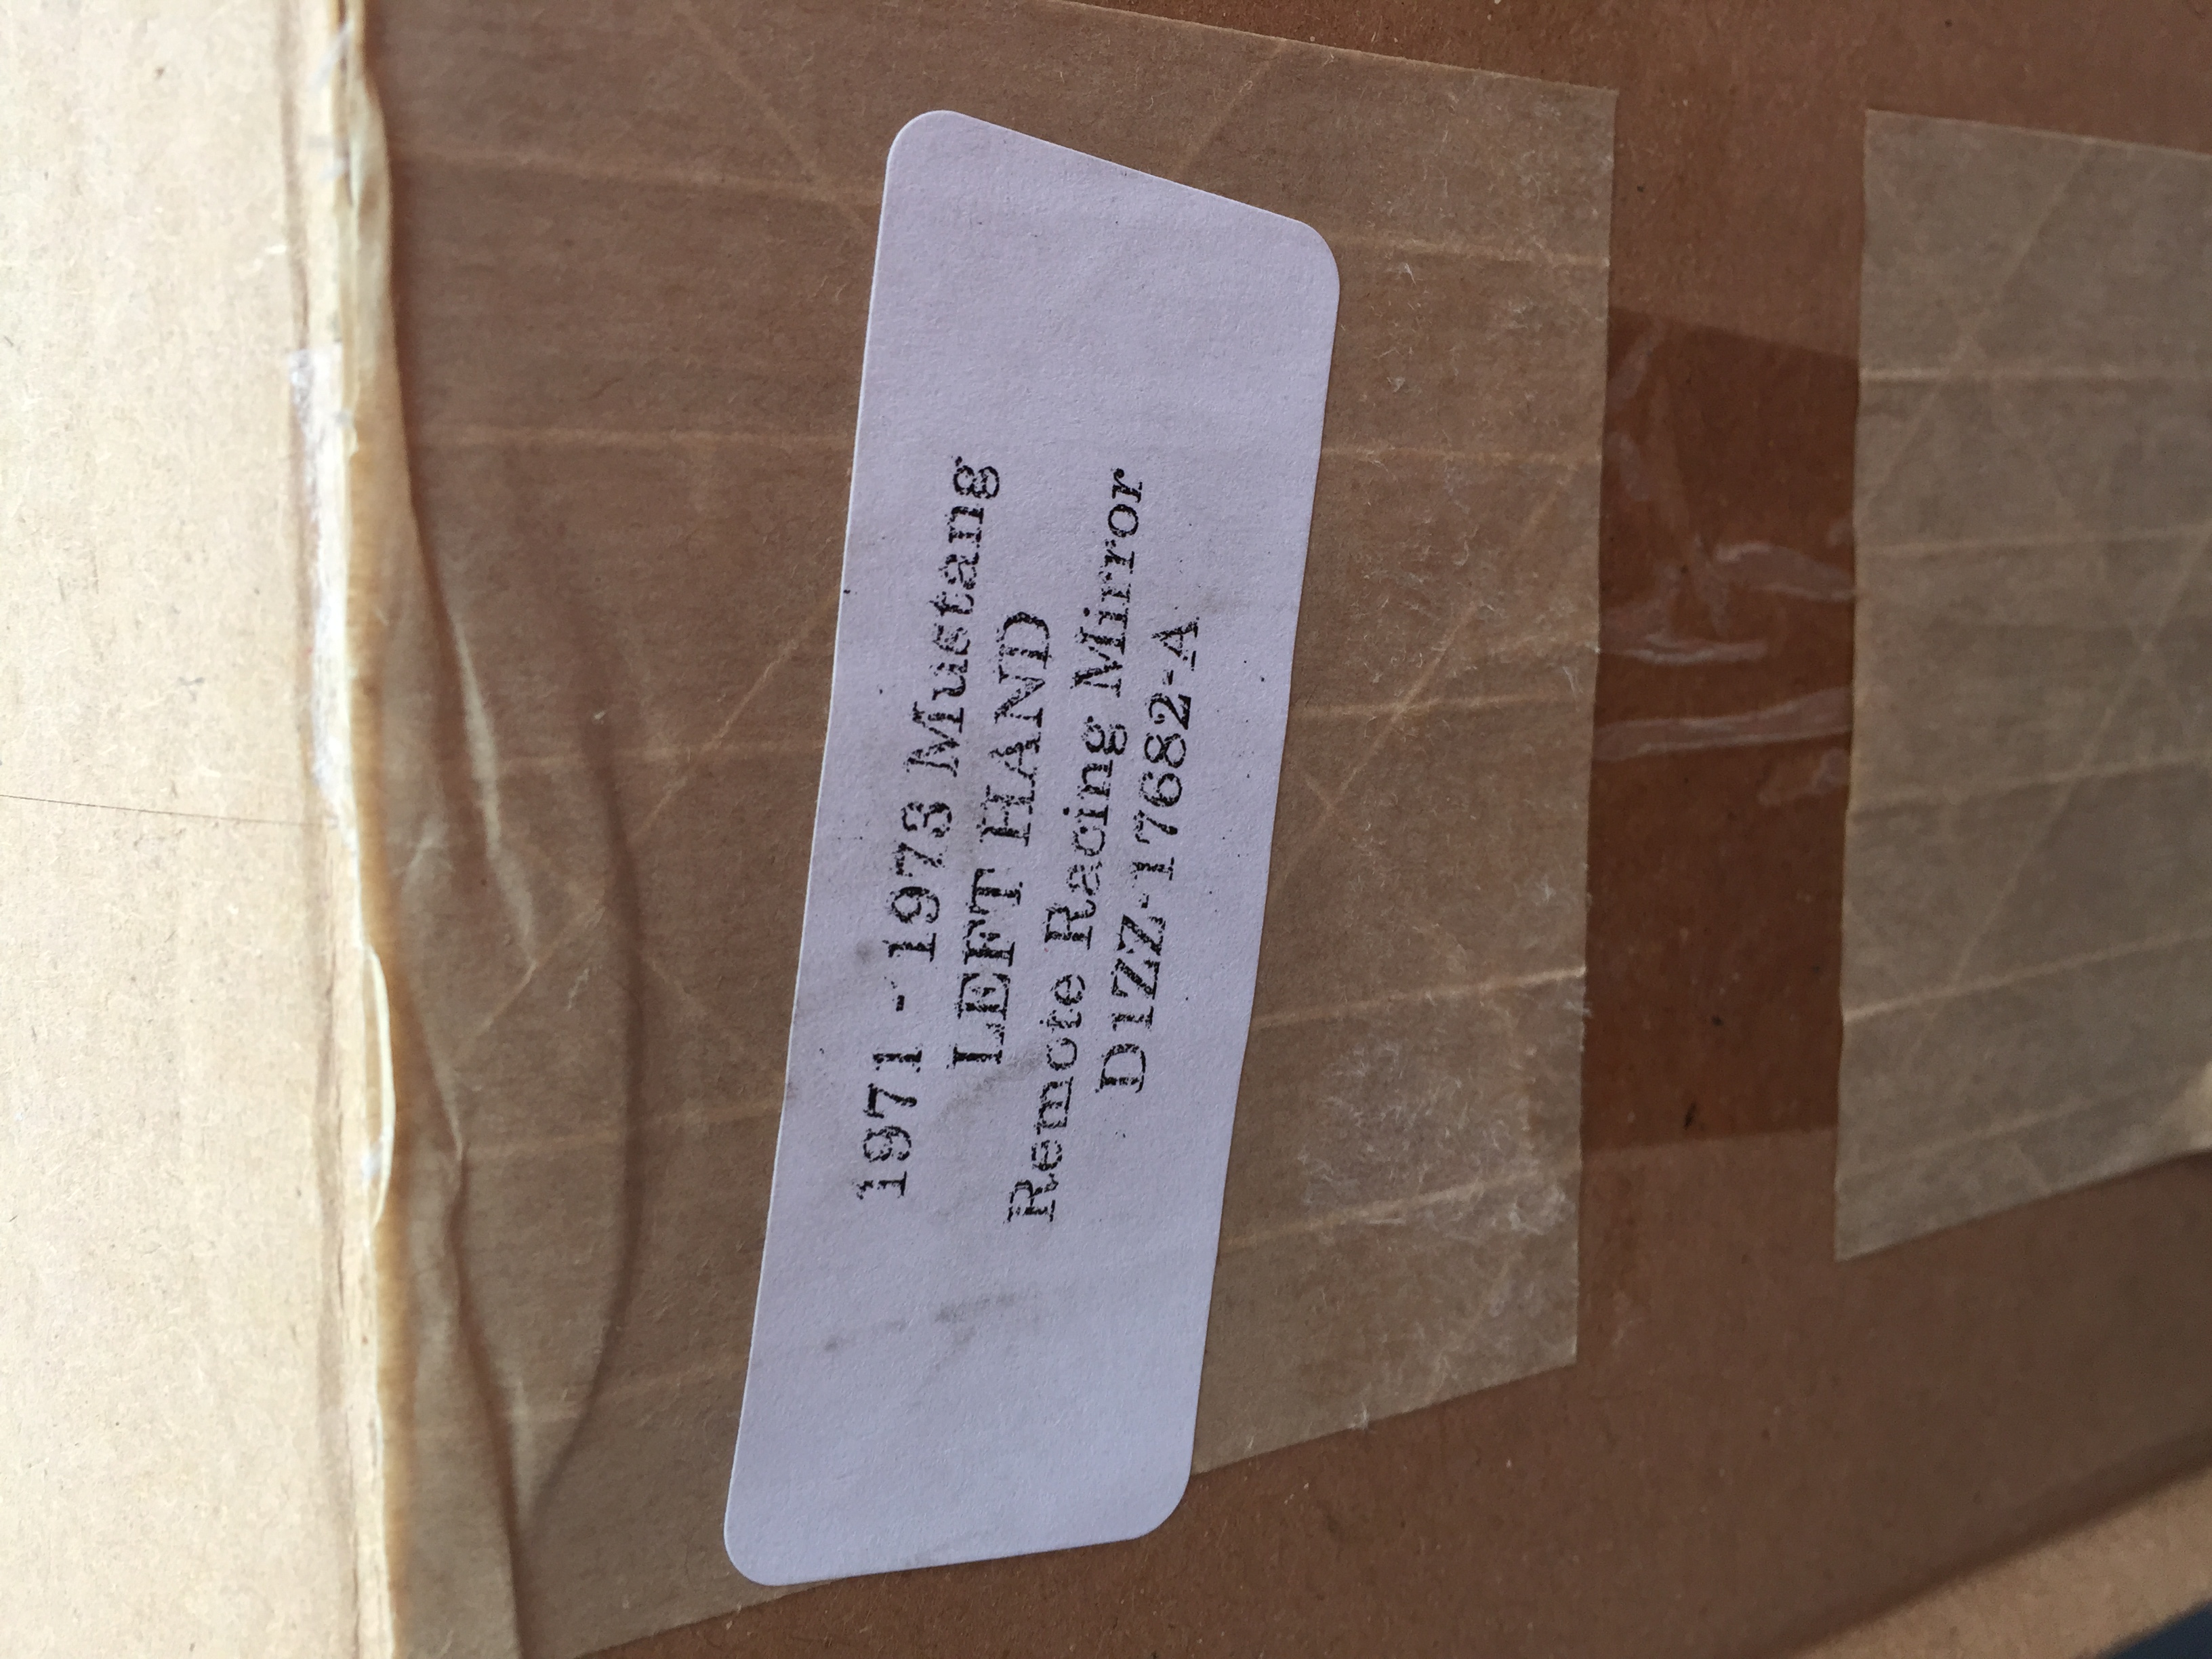 1971 - 1973 Mustang
LEFT HAND
Remote Racing Mirror
D1ZZ-17682-A